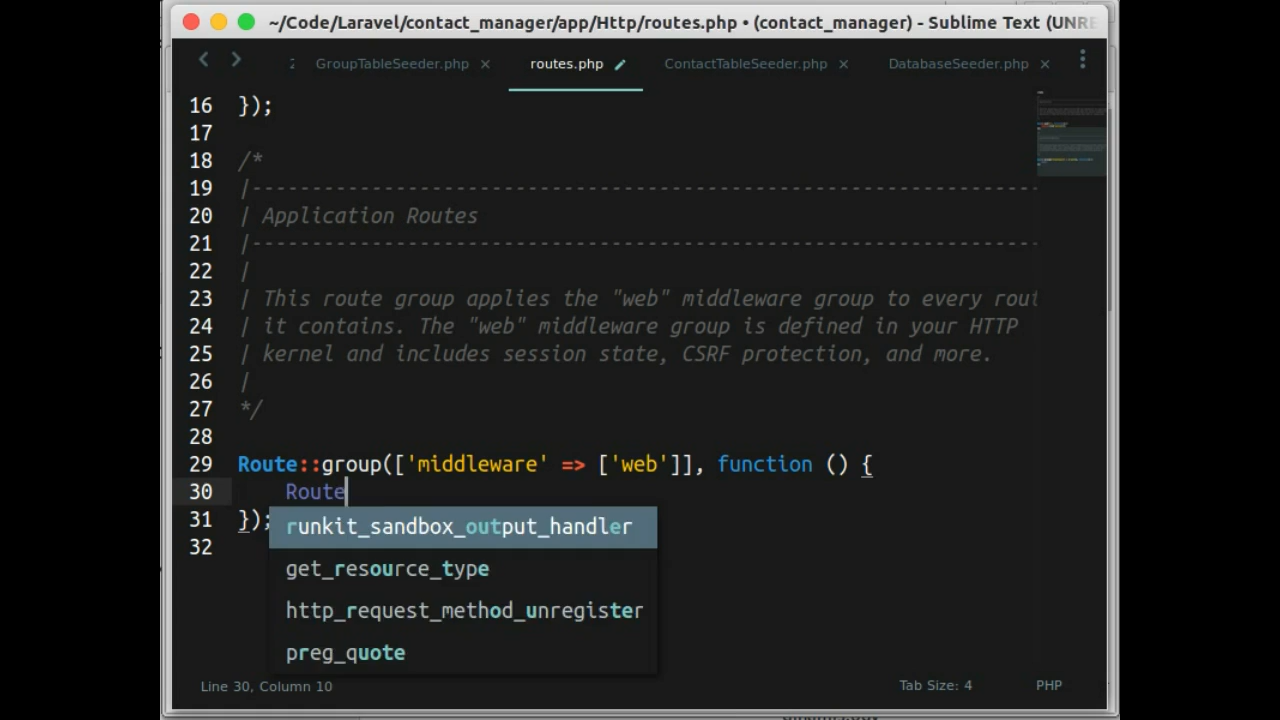 ~/Code/Laravel/contact_manager/app/Http/routes.php • (contact_manager) - Sublime Text (UNRE
GroupTableSeeder.php × routes.php ContactTableSeeder.php × DatabaseSeeder.php ×
16 });
17
18 /*
19 |------------------------------------------------------------------
20 | Application Routes
21 |------------------------------------------------------------------
22 |
23 | This route group applies the "web" middleware group to every rout
24 | it contains. The "web" middleware group is defined in your HTTP
25 | kernel and includes session state, CSRF protection, and more.
26 |
27 */
28
29 Route::group(['middleware' => ['web']], function () {
30 Route
31 });
32
runkit_sandbox_output_handler
get_resource_type
http_request_method_unregister
preg_quote
Line 30, Column 10 Tab Size: 4 PHP